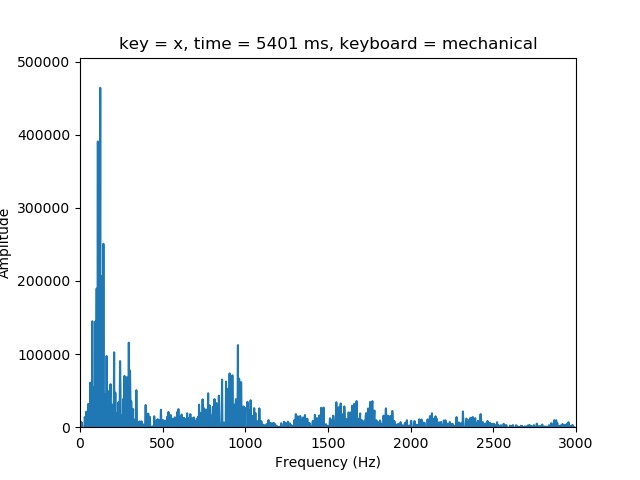 key = x, time = 5401 ms, keyboard = mechanical
500000
400000
300000
200000
100000
0
Amplitude
0 500 1000 1500 2000 2500 3000
Frequency (Hz)